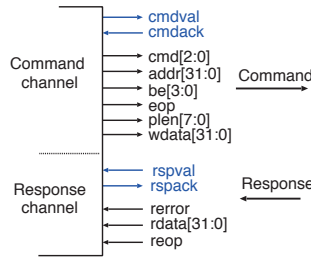 cmdval
cmdack
Command
channel
cmd[2:0]
addr[31:0]
be[3:0]
eop
plen[7:0]
wdata[31:0]
Command
Response
channel
rspval
rspack
rerror
rdata[31:0]
reop
Response